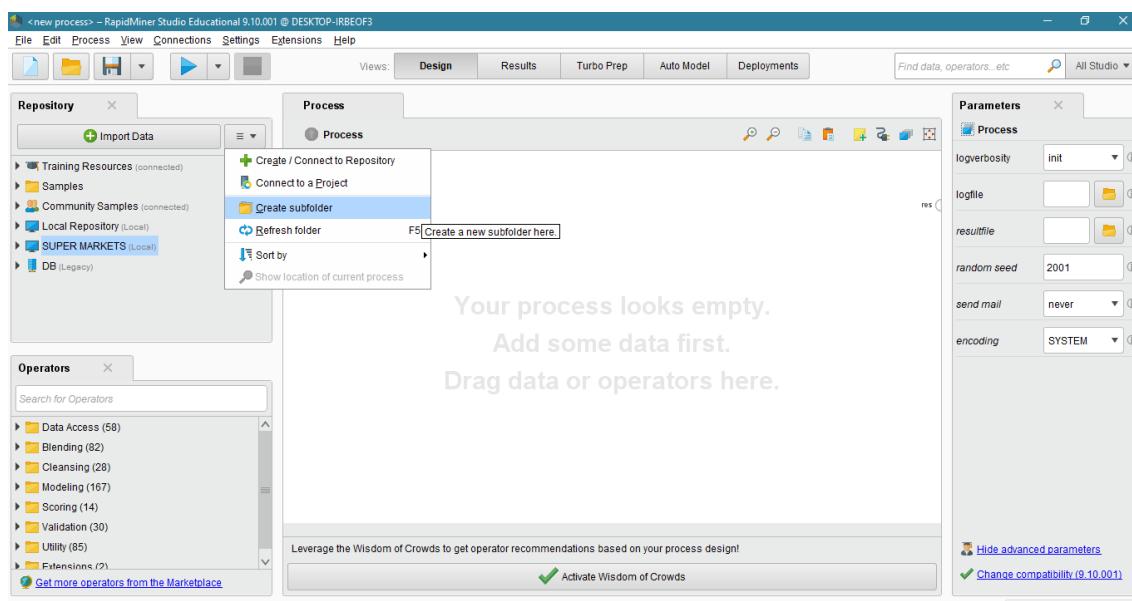 <new process> – RapidMiner Studio Educational 9.10.001 @ DESKTOP-IRBEOF3
File Edit Process View Connections Settings Extensions Help
Views: Design Results Turbo Prep Auto Model Deployments
Find data, operators...etc All Studio
Repository
Import Data
Training Resources (connected)
Samples
Community Samples (connected)
Local Repository (Local)
SUPER MARKETS (Local)
DB (Legacy)
Create / Connect to Repository
Connect to a Project
Create subfolder
Refresh folder F5
Create a new subfolder here.
Sort by
Show location of current process
Operators
Search for Operators
Data Access (58)
Blending (82)
Cleansing (28)
Modeling (167)
Scoring (14)
Validation (30)
Utility (85)
Extensions (2)
Get more operators from the Marketplace
Process
Process
res
Your process looks empty.
Add some data first.
Drag data or operators here.
Leverage the Wisdom of Crowds to get operator recommendations based on your process design!
Activate Wisdom of Crowds
Parameters
Process
logverbosity init
logfile
resultfile
random seed 2001
send mail never
encoding SYSTEM
Hide advanced parameters
Change compatibility (9.10.001)